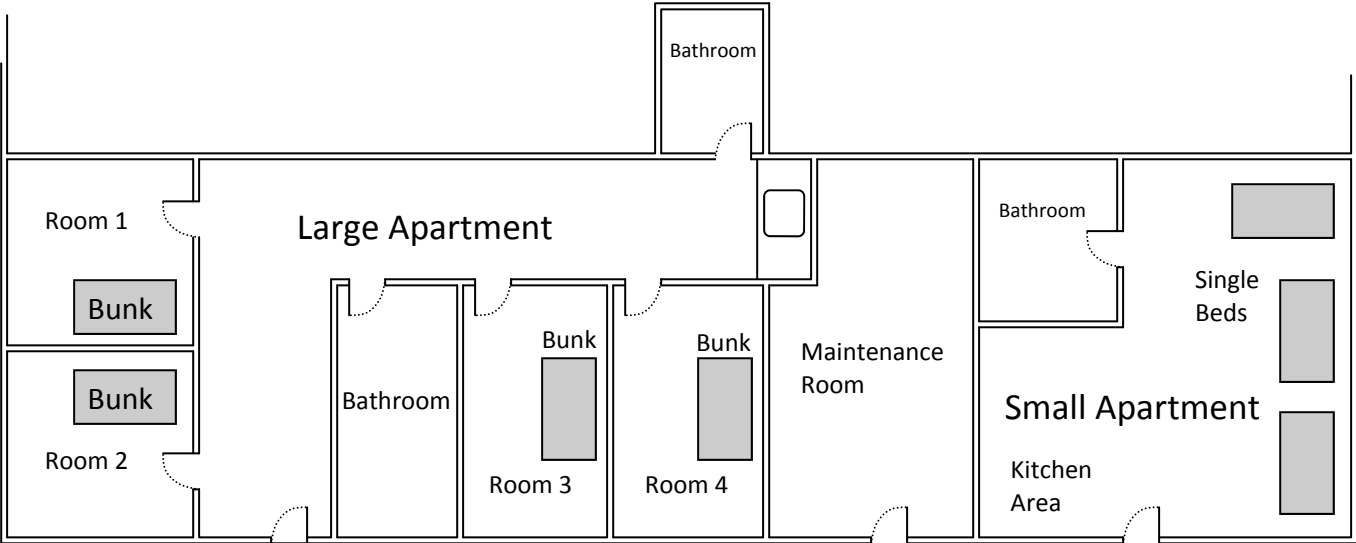 Bathroom
Room 1
Large Apartment
Bathroom
Single
Beds
Bunk
Bunk
Bunk
Maintenance
Room
Bunk
Bathroom
Small Apartment
Room 2
Room 3
Room 4
Kitchen
Area